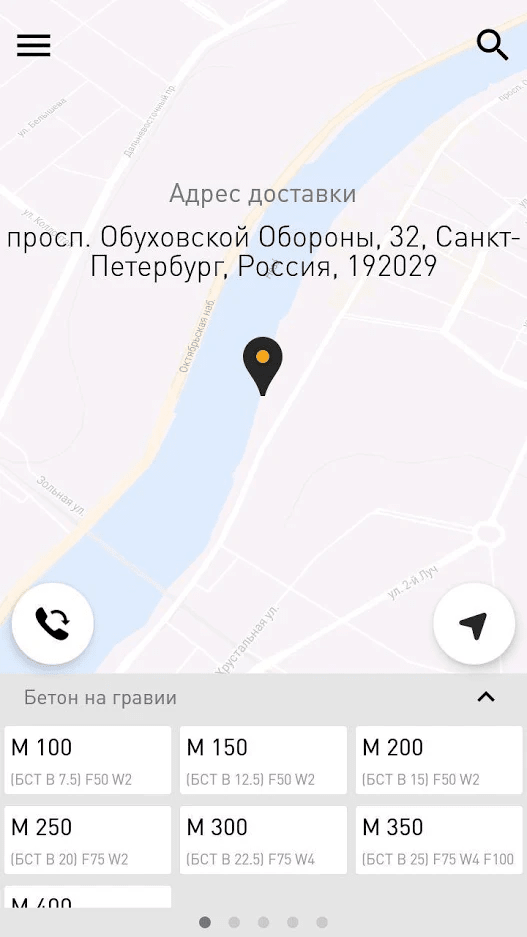 просп. С
ул. Белышева
Дальневосточный пр.
Адрес доставки
ул. Ко
просп. Обуховской Обороны, 32, Санкт-
Петербург, Россия, 192029
Октябрьская наб.
Зольная ул.
ул. 2-й Луч
Хрустальная ул.
Бетон на гравии
М 100
М 150
М 200
(БСТ В 7.5) F50 W2
(БСТ В 12.5) F50 W2
(БСТ В 15) F50 W2
М 250
М 300
М 350
(БСТ В 20) F75 W2
(БСТ В 22.5) F75 W4
(БСТ В 25) F75 W4 F100
М 400